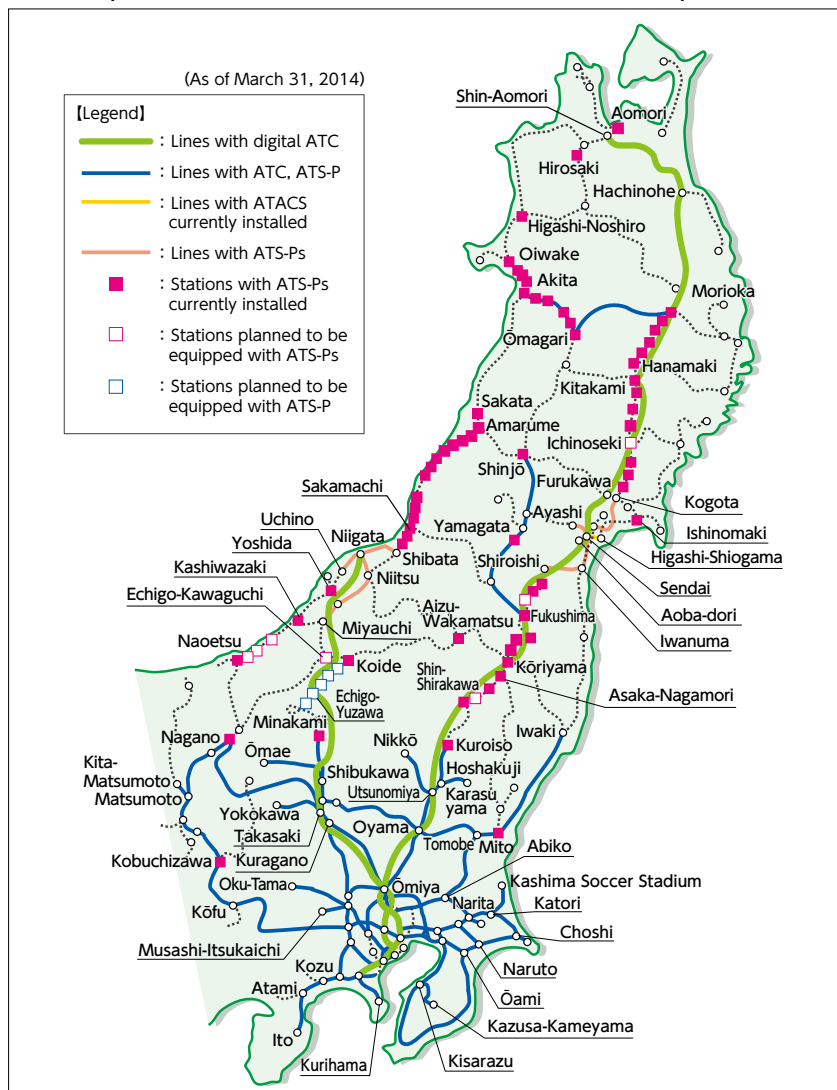 (As of March 31, 2014)
【Legend】
: Lines with digital ATC
: Lines with ATC, ATS-P
: Lines with ATACS
currently installed
: Lines with ATS-Ps
: Stations with ATS-Ps
currently installed
: Stations planned to be
equipped with ATS-Ps
: Stations planned to be
equipped with ATS-P
Shin-Aomori
Aomori
Hirosaki
Hachinohe
Higashi-Noshiro
Oiwake
Akita
Morioka
Ōmagari
Hanamaki
Kitakami
Sakata
Amarume
Ichinoseki
Shinjō
Furukawa
Sakamachi
Kogota
Ayashi
Uchino
Niigata
Yamagata
Ishinomaki
Yoshida
Shibata
Shiroishi
Higashi-Shiogama
Kashiwazaki
Niitsu
Sendai
Echigo-Kawaguchi
Aizu-
Wakamatsu
Fukushima
Aoba-dori
Miyauchi
Iwanuma
Naoetsu
Koide
Kōriyama
Shin-
Shirakawa
Asaka-Nagamori
Echigo-
Yuzawa
Minakami
Iwaki
Nagano
Ōmae
Nikkō
Kuroiso
Kita-
Matsumoto
Matsumoto
Shibukawa
Hoshakuji
Utsunomiya
Karasu
yama
Yokokawa
Takasaki
Oyama
Tomobe
Mito
Kobuchizawa
Kuragano
Abiko
Oku-Tama
Ōmiya
Kashima Soccer Stadium
Kōfu
Narita
Katori
Musashi-Itsukaichi
Choshi
Kozu
Naruto
Atami
Ōami
Ito
Kazusa-Kameyama
Kurihama
Kisarazu